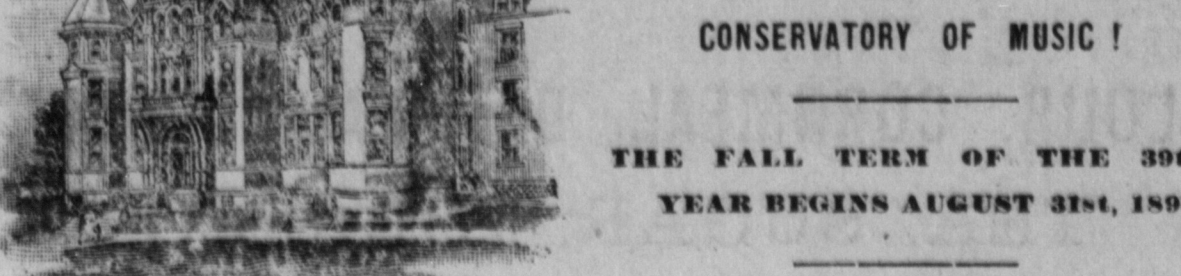 CONSERVATORY OF MUSIC !
THE FALL TERM OF THE
YEAR BEGINS AUGUST 31st,